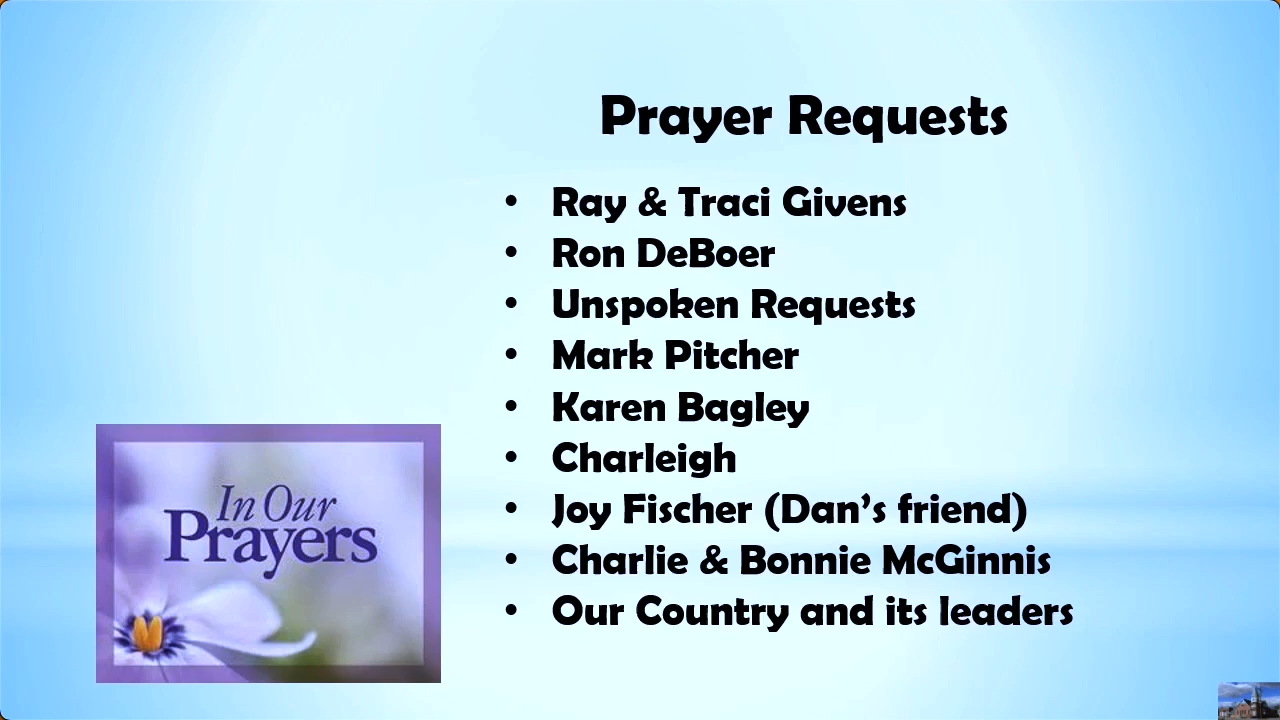 Prayer Requests
• Ray & Traci Givens
• Ron DeBoer
• Unspoken Requests
• Mark Pitcher
• Karen Bagley
• Charleigh
• Joy Fischer (Dan’s friend)
• Charlie & Bonnie McGinnis
• Our Country and its leaders
In Our
Prayers